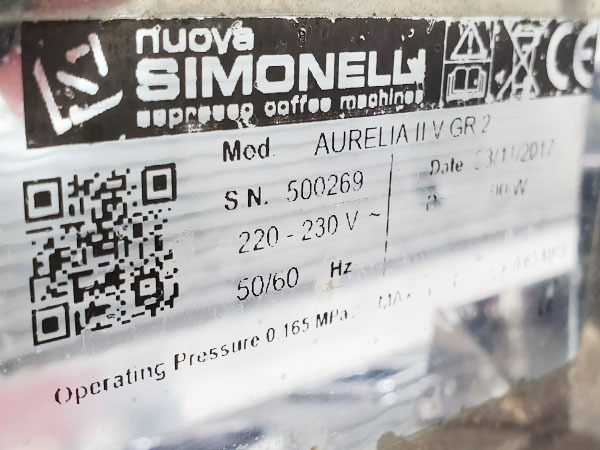 nuova
SIMONELLI
espresso coffee machines
CE
Mod. AURELIA II V GR 2
S N. 500269
Date
220 - 230 V ~
50/60 Hz
Operating Pressure 0.165 MPa.